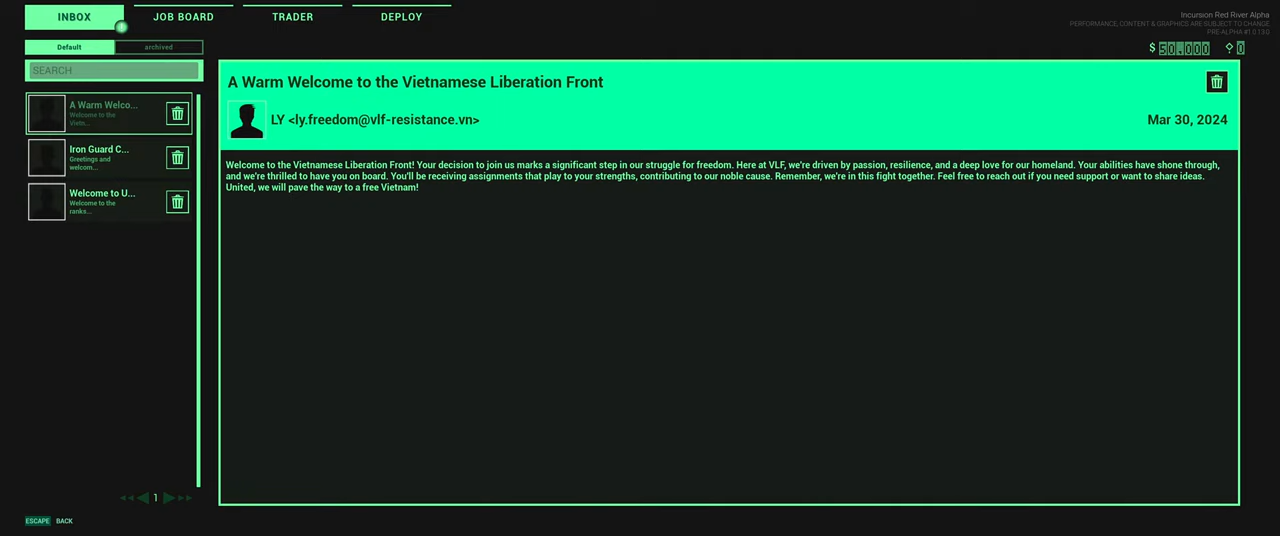 INBOX
JOB BOARD
TRADER
DEPLOY
Incursion Red River Alpha
PERFORMANCE, CONTENT & GRAPHICS ARE SUBJECT TO CHANGE
PRE-ALPHA #1.0.13.0
$ 50.000
0
Default
archived
SEARCH
A Warm Welco...
Welcome to the
Vietn...
Iron Guard C...
Greetings and
welcom...
Welcome to U...
Welcome to the
ranks...
A Warm Welcome to the Vietnamese Liberation Front
LY <ly.freedom@vlf-resistance.vn>
Mar 30, 2024
Welcome to the Vietnamese Liberation Front! Your decision to join us marks a significant step in our struggle for freedom. Here at VLF, we're driven by passion, resilience, and a deep love for our homeland. Your abilities have shone through,
and we're thrilled to have you on board. You'll be receiving assignments that play to your strengths, contributing to our noble cause. Remember, we're in this fight together. Feel free to reach out if you need support or want to share ideas.
United, we will pave the way to a free Vietnam!
1
ESCAPE BACK